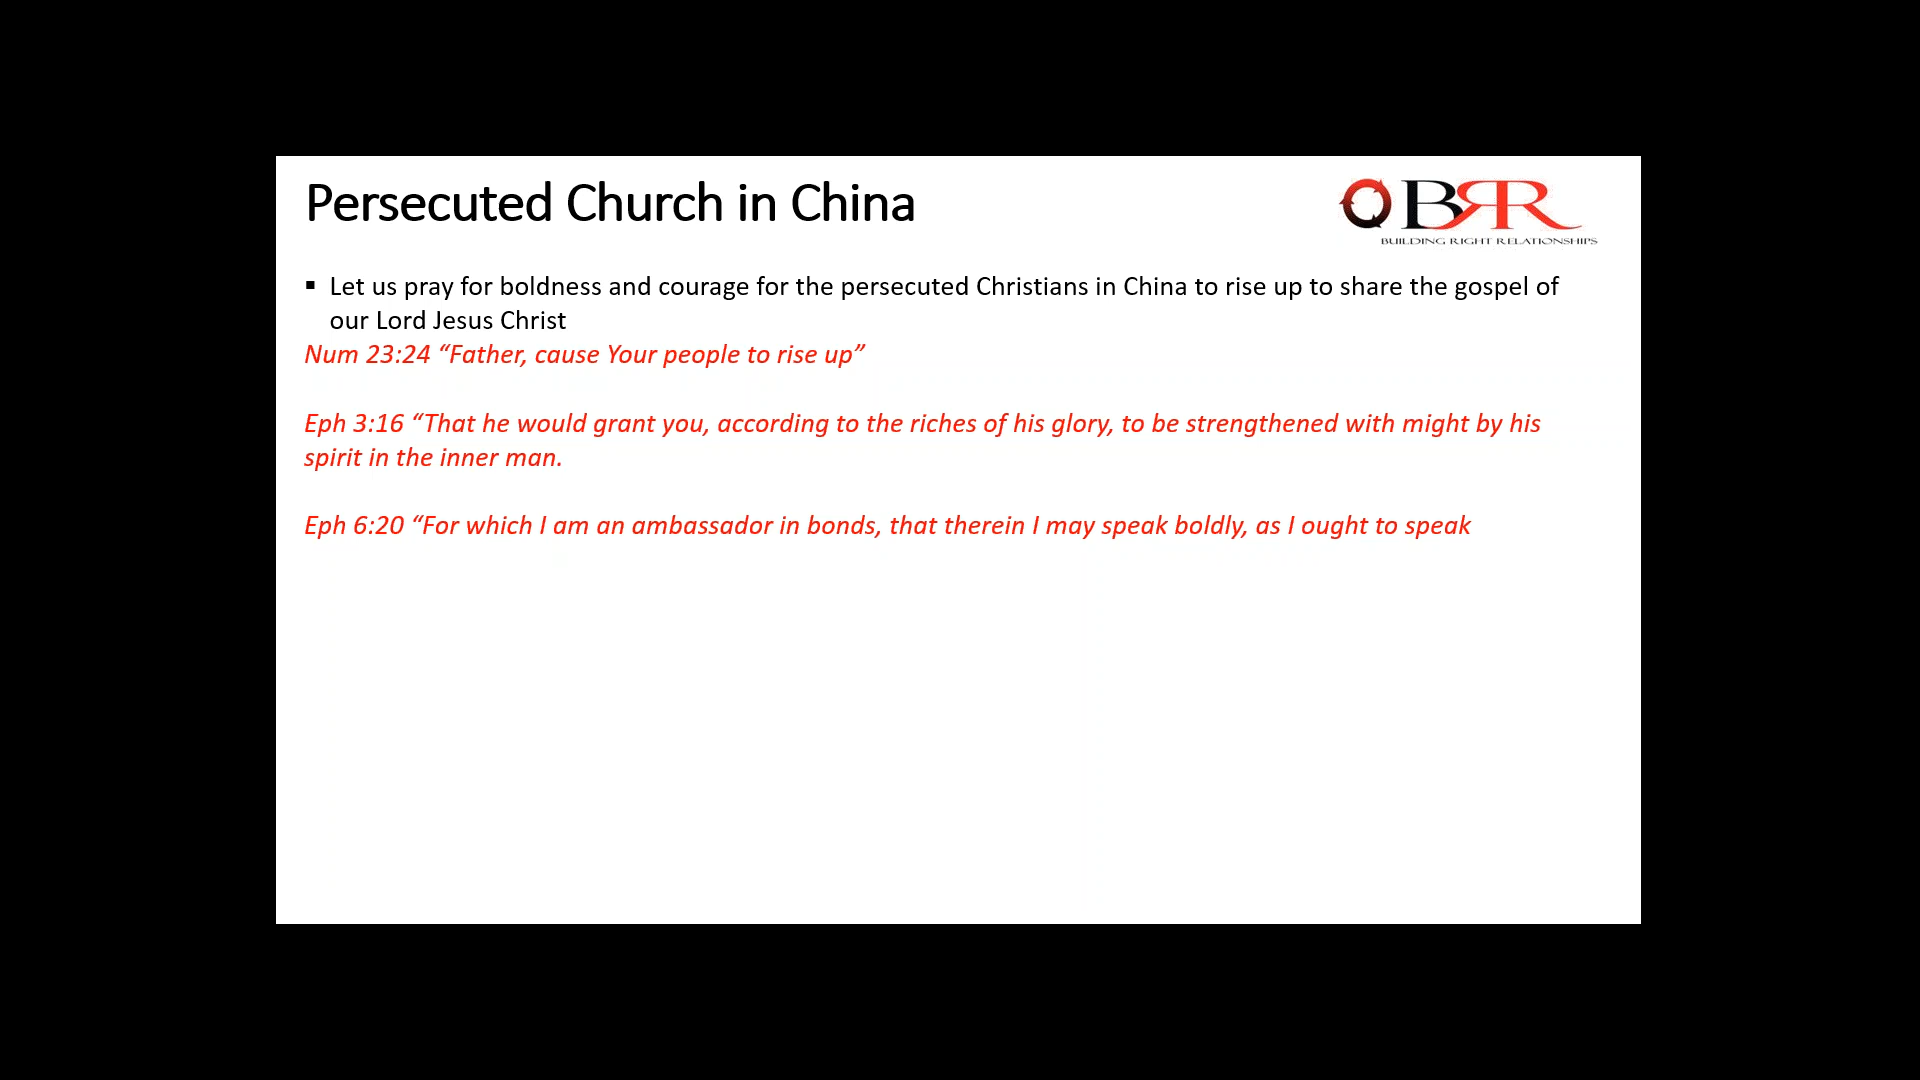 Persecuted Church in China
BRR
BUILDING RIGHT RELATIONSHIPS
▪ Let us pray for boldness and courage for the persecuted Christians in China to rise up to share the gospel of
our Lord Jesus Christ
Num 23:24 “Father, cause Your people to rise up”
Eph 3:16 “That he would grant you, according to the riches of his glory, to be strengthened with might by his
spirit in the inner man.
Eph 6:20 “For which I am an ambassador in bonds, that therein I may speak boldly, as I ought to speak